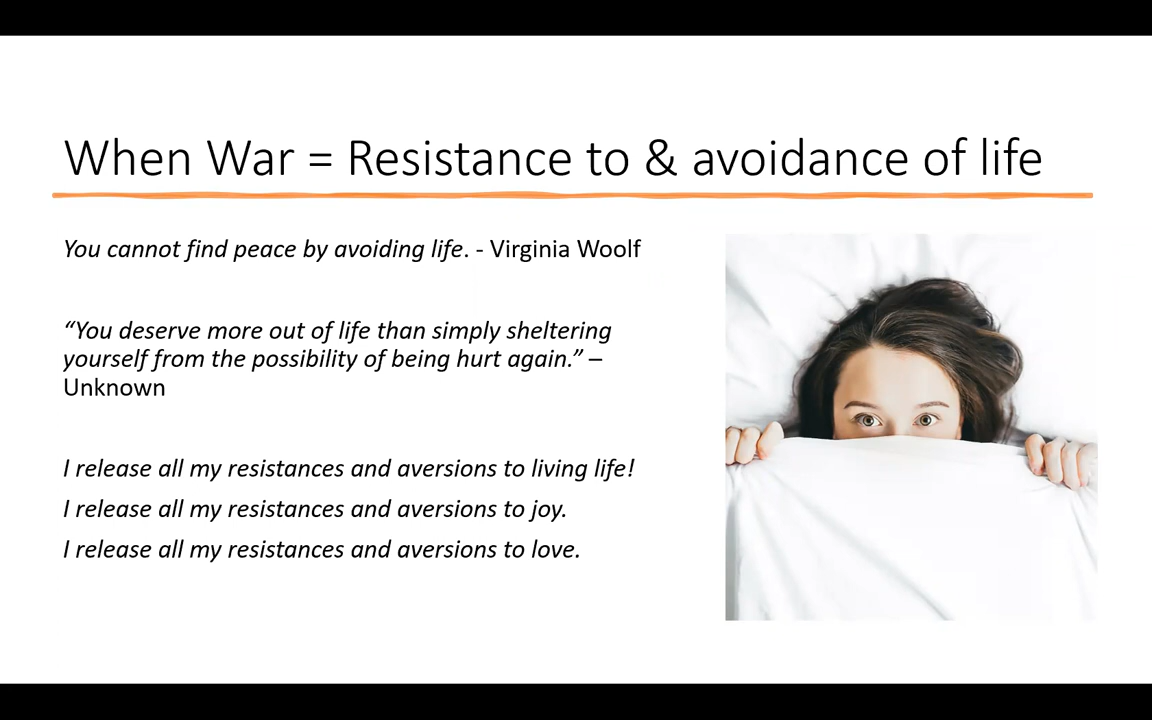 When War = Resistance to & avoidance of life
You cannot find peace by avoiding life. - Virginia Woolf
“You deserve more out of life than simply sheltering
yourself from the possibility of being hurt again.” –
Unknown
I release all my resistances and aversions to living life!
I release all my resistances and aversions to joy.
I release all my resistances and aversions to love.